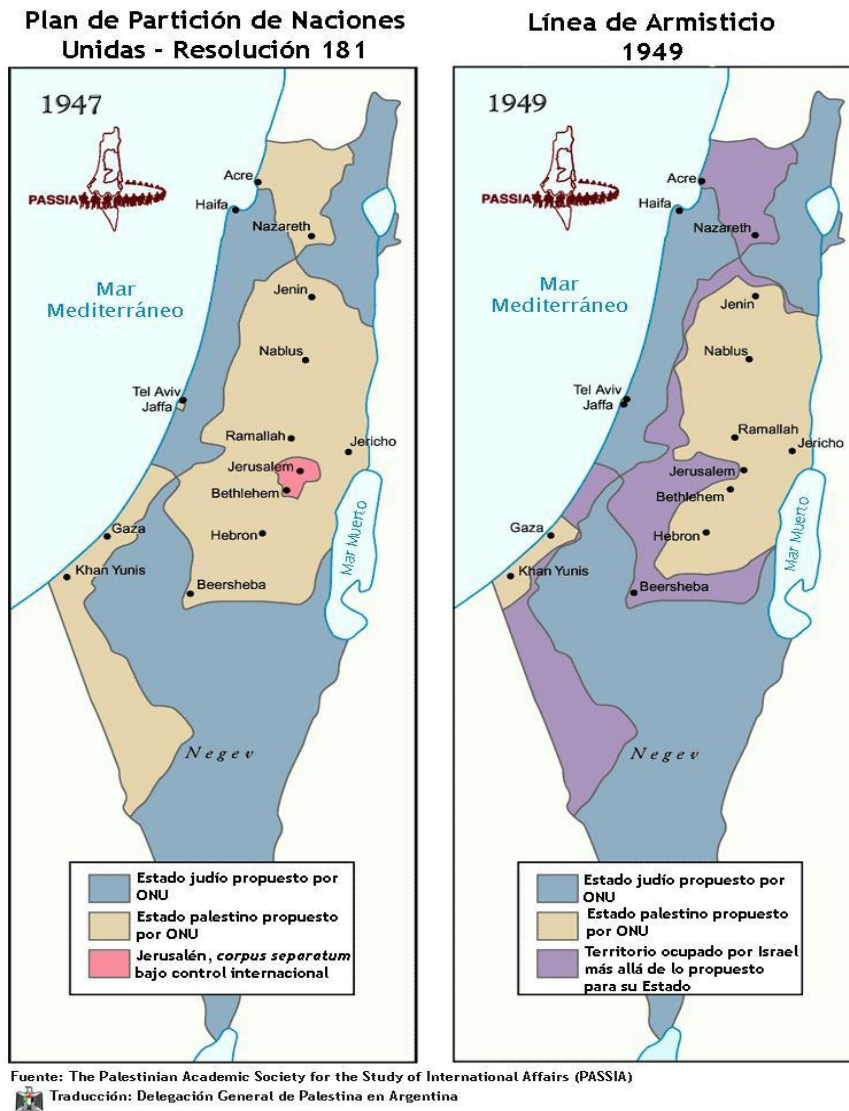 Plan de Partición de Naciones
Unidas - Resolución 181
1947
PASSIA
Acre
Haifa
Nazareth
Mar
Mediterráneo
Jenin
Nablus
Tel Aviv
Jaffa
Ramallah
Jericho
Jerusalem
Bethlehem
Gaza
Hebron
Mar Muerto
Khan Yunis
Beersheba
Negev
Estado judío propuesto por
ONU
Estado palestino propuesto
por ONU
Jerusalén, corpus separatum
bajo control internacional
Línea de Armisticio
1949
1949
PASSIA
Acre
Haifa
Nazareth
Mar
Mediterráneo
Jenin
Nablus
Tel Aviv
Jaffa
Ramallah
Jericho
Jerusalem
Bethlehem
Gaza
Hebron
Mar Muerto
Khan Yunis
Beersheba
Negev
Estado judío propuesto por
ONU
Estado palestino propuesto
por ONU
Territorio ocupado por Israel
más allá de lo propuesto
para su Estado
Fuente: The Palestinian Academic Society for the Study of International Affairs (PASSIA)
Traducción: Delegación General de Palestina en Argentina